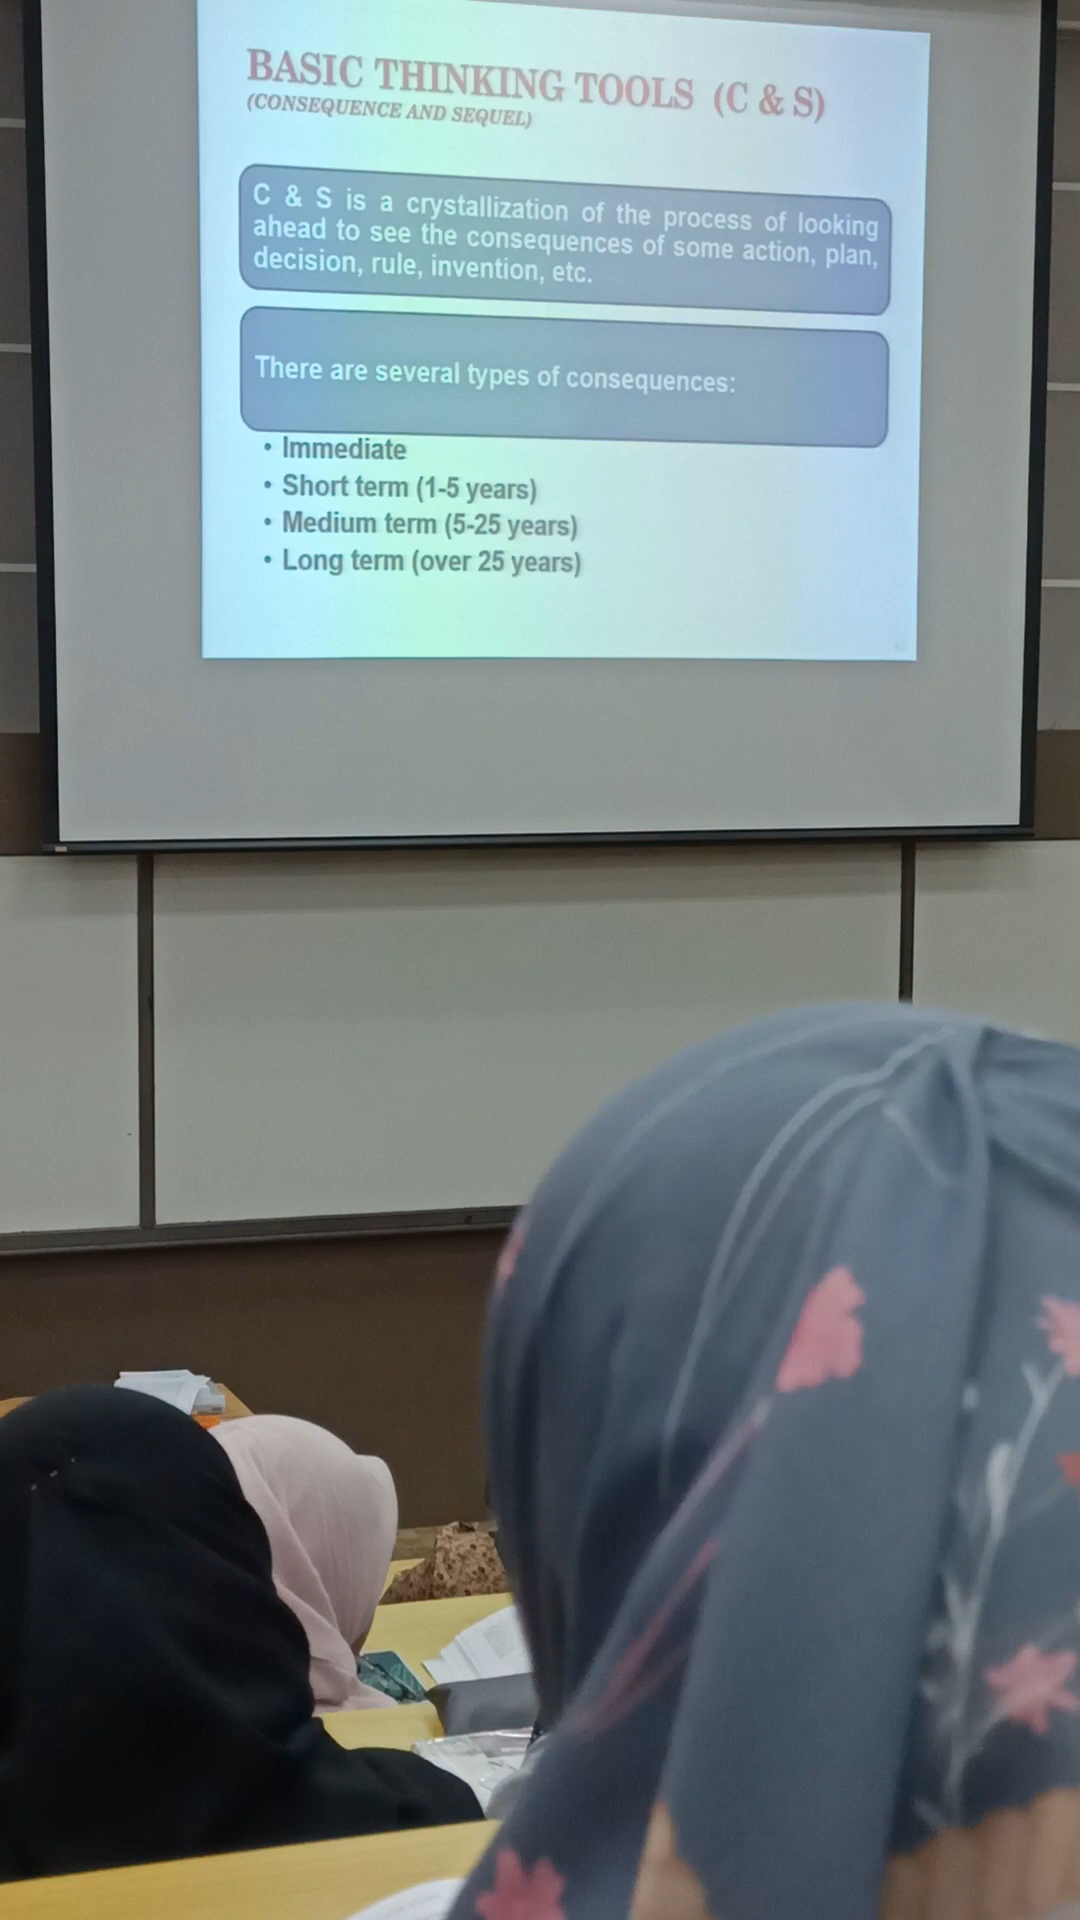 BASIC THINKING TOOLS (C & S)
(CONSEQUENCE AND SEQUEL)
C & S is a crystallization of the process of looking
ahead to see the consequences of some action, plan,
decision, rule, invention, etc.
There are several types of consequences:
• Immediate
• Short term (1-5 years)
• Medium term (5-25 years)
• Long term (over 25 years)